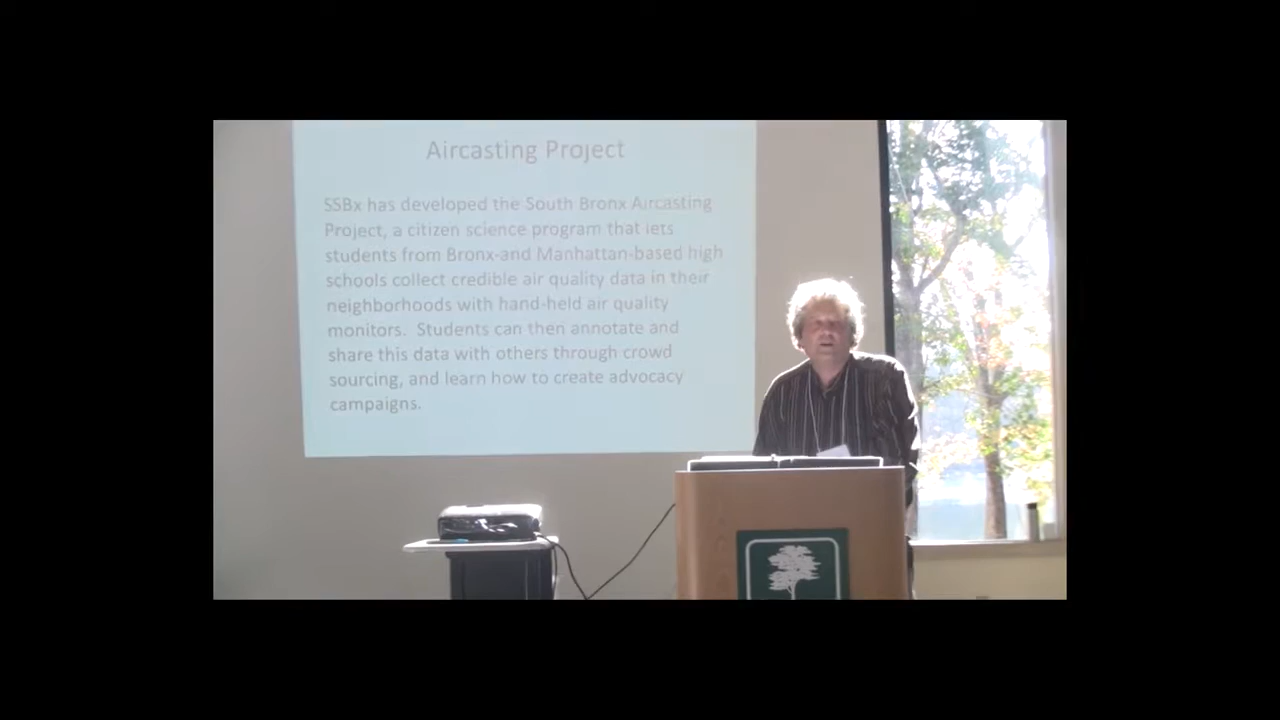 Aircasting Project
SSBx has developed the South Bronx Aircasting
Project, a citizen science program that lets
students from Bronx-and Manhattan-based high
schools collect credible air quality data in their
neighborhoods with hand-held air quality
monitors. Students can then annotate and
share this data with others through crowd
sourcing, and learn how to create advocacy
campaigns.